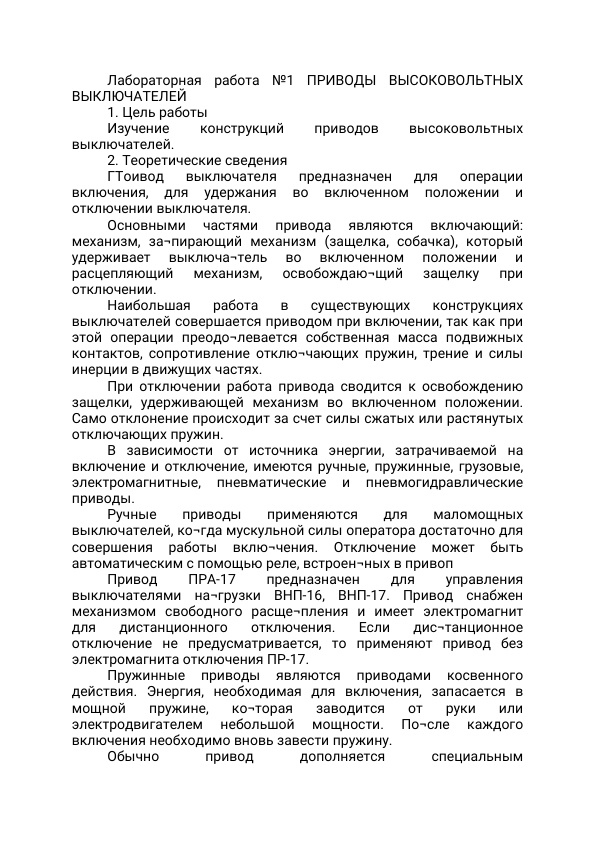 Лабораторная работа №1 ПРИВОДЫ ВЫСОКОВОЛЬТНЫХ
ВЫКЛЮЧАТЕЛЕЙ
1. Цель работы
Изучение конструкций приводов высоковольтных
выключателей.
2. Теоретические сведения
ГТоивод выключателя предназначен для операции
включения, для удержания во включенном положении и
отключении выключателя.
Основными частями привода являются включающий:
механизм, за¬пирающий механизм (защелка, собачка), который
удерживает выключа¬тель во включенном положении и
расцепляющий механизм, освобождаю¬щий защелку при
отключении.
Наибольшая работа в существующих конструкциях
выключателей совершается приводом при включении, так как при
этой операции преодо¬левается собственная масса подвижных
контактов, сопротивление отклю¬чающих пружин, трение и силы
инерции в движущих частях.
При отключении работа привода сводится к освобождению
защелки, удерживающей механизм во включенном положении.
Само отклонение происходит за счет силы сжатых или растянутых
отключающих пружин.
В зависимости от источника энергии, затрачиваемой на
включение и отключение, имеются ручные, пружинные, грузовые,
электромагнитные, пневматические и пневмогидравлические
приводы.
Ручные приводы применяются для маломощных
выключателей, ко¬гда мускульной силы оператора достаточно для
совершения работы вклю¬чения. Отключение может быть
автоматическим с помощью реле, встроен¬ных в привоп
Привод ПРА-17 предназначен для управления
выключателями на¬грузки ВНП-16, ВНП-17. Привод снабжен
механизмом свободного расще¬пления и имеет электромагнит
для дистанционного отключения. Если дис¬танционное
отключение не предусматривается, то применяют привод без
электромагнита отключения ПР-17.
Пружинные приводы являются приводами косвенного
действия. Энергия, необходимая для включения, запасается в
мощной пружине, ко¬торая заводится от руки или
электродвигателем небольшой мощности. По¬сле каждого
включения необходимо вновь завести пружину.
Обычно привод дополняется специальным